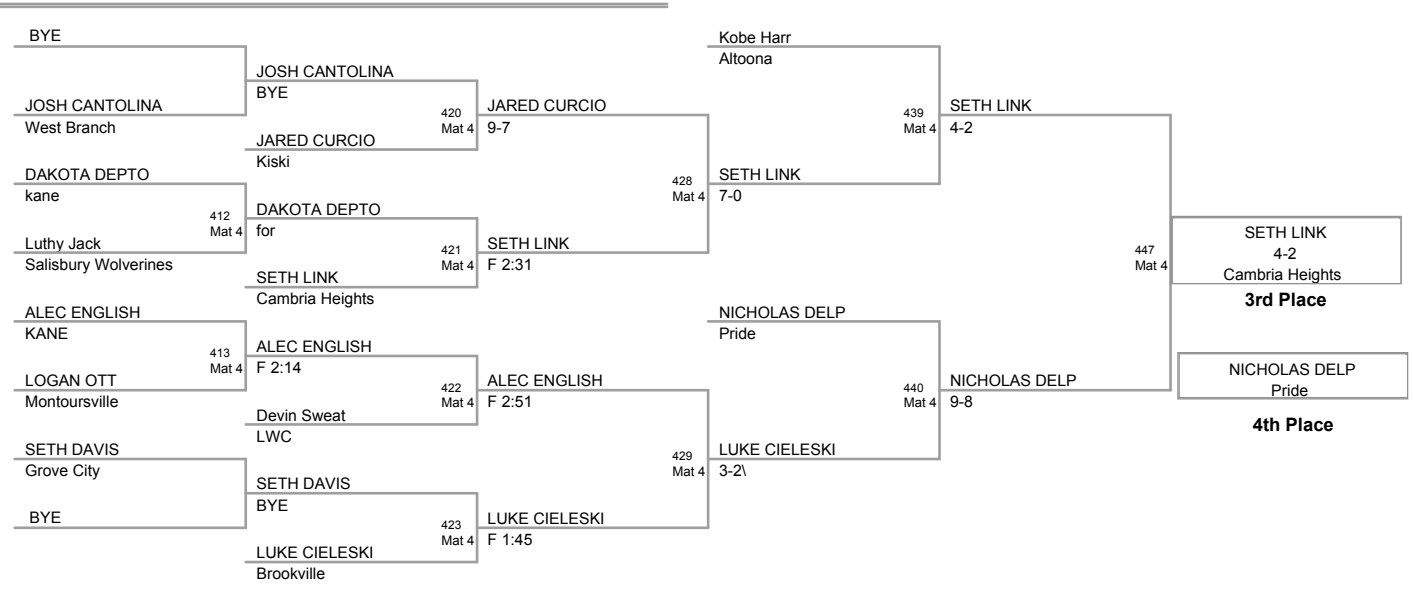 BYE
JOSH CANTOLINA
West Branch
DAKOTA DEPTO
kane
412
Mat 4
Luthy Jack
Salisbury Wolverines
ALEC ENGLISH
KANE
413
Mat 4
LOGAN OTT
Montoursville
SETH DAVIS
Grove City
BYE
JOSH CANTOLINA
BYE
420
Mat 4
JARED CURCIO
Kiski
DAKOTA DEPTO
for
421
Mat 4
SETH LINK
Cambria Heights
ALEC ENGLISH
F 2:14
422
Mat 4
Devin Sweat
LWC
SETH DAVIS
BYE
423
Mat 4
LUKE CIELESKI
Brookville
JARED CURCIO
9-7
428
Mat 4
SETH LINK
F 2:31
ALEC ENGLISH
F 2:51
429
Mat 4
LUKE CIELESKI
F 1:45
Kobe Harr
Altoona
439
Mat 4
SETH LINK
7-0
NICHOLAS DELP
Pride
440
Mat 4
LUKE CIELESKI
3-2\
SETH LINK
4-2
447
Mat 4
NICHOLAS DELP
9-8
SETH LINK
4-2
Cambria Heights
3rd Place
NICHOLAS DELP
Pride
4th Place